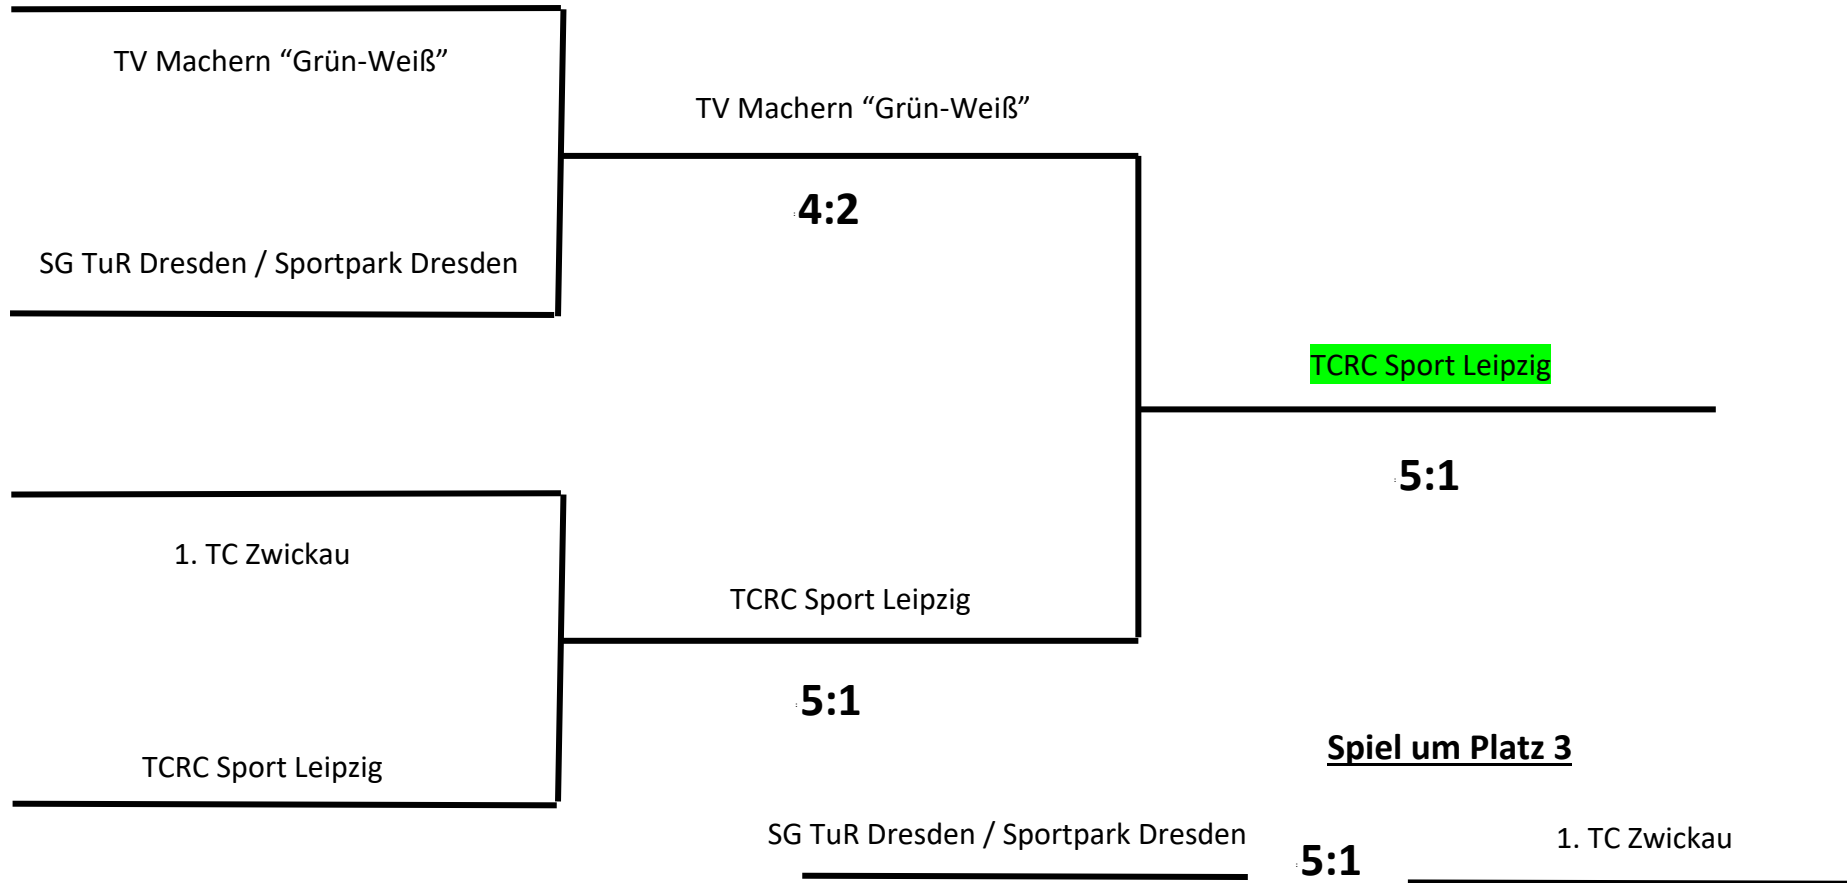 TV Machern “Grün-Weiß”
TV Machern “Grün-Weiß”
4:2
SG TuR Dresden / Sportpark Dresden
TCRC Sport Leipzig
5:1
1. TC Zwickau
TCRC Sport Leipzig
5:1
TCRC Sport Leipzig
Spiel um Platz 3
SG TuR Dresden / Sportpark Dresden 5:1 1. TC Zwickau